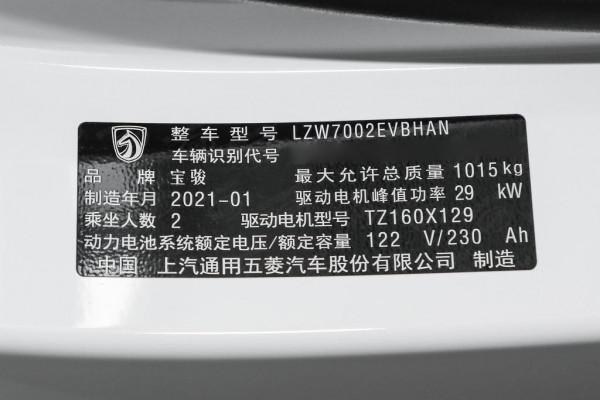 整车型号 LZW7002EVBHAN
车辆识别代号
品 牌 宝骏 最大允许总质量 1015kg
制造年月 2021-01 驱动电机峰值功率 29 kW
乘坐人数 2 驱动电机型号 TZ160X129
动力电池系统额定电压/额定容量 122 V/230 Ah
中国 上汽通用五菱汽车股份有限公司 制造